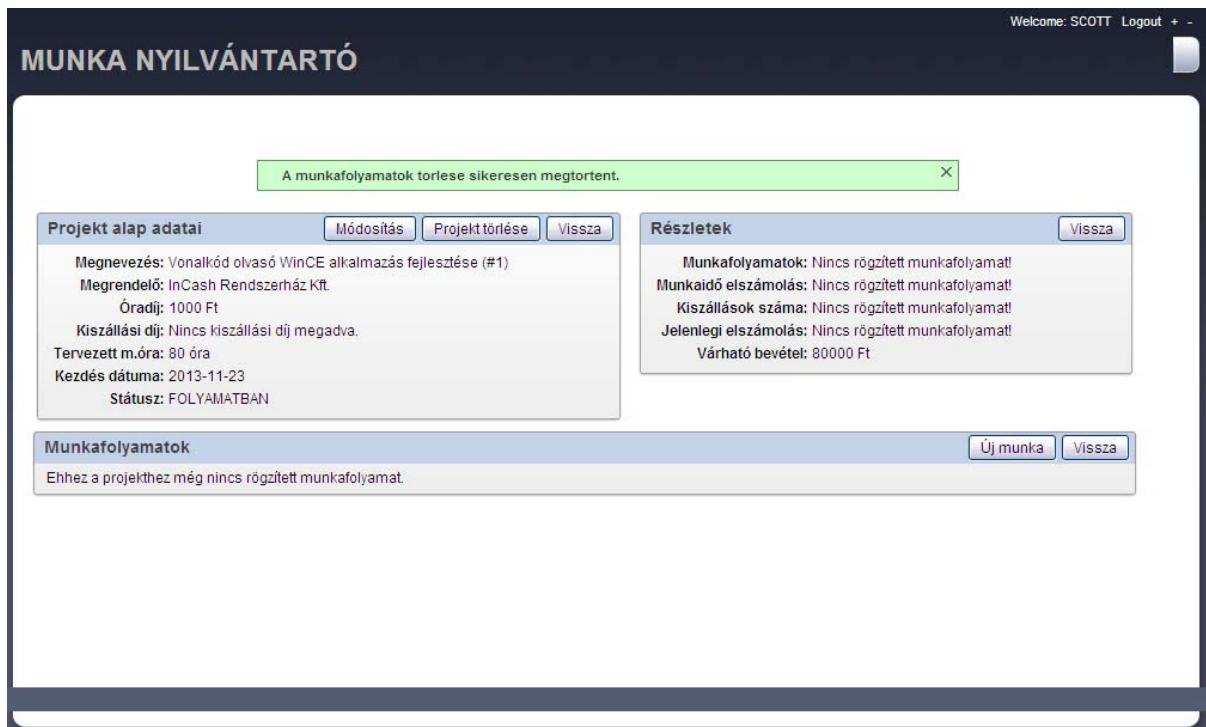 Welcome: SCOTT Logout + -
MUNKA NYILVÁNTARTÓ
A munkafolyamatok torlese sikeresen megtortent.
Projekt alap adatai Módosítás Projekt törlése Vissza
Megnevezés: Vonalkód olvasó WinCE alkalmazás fejlesztése (#1)
Megrendelő: InCash Rendszerház Kft.
Óradíj: 1000 Ft
Kiszállási díj: Nincs kiszállási díj megadva.
Tervezett m.óra: 80 óra
Kezdés dátuma: 2013-11-23
Státusz: FOLYAMATBAN
Részletek Vissza
Munkafolyamatok: Nincs rögzített munkafolyamat!
Munkaidő elszámolás: Nincs rögzített munkafolyamat!
Kiszállások száma: Nincs rögzített munkafolyamat!
Jelenlegi elszámolás: Nincs rögzített munkafolyamat!
Várható bevétel: 80000 Ft
Munkafolyamatok Új munka Vissza
Ehhez a projekthez még nincs rögzített munkafolyamat.